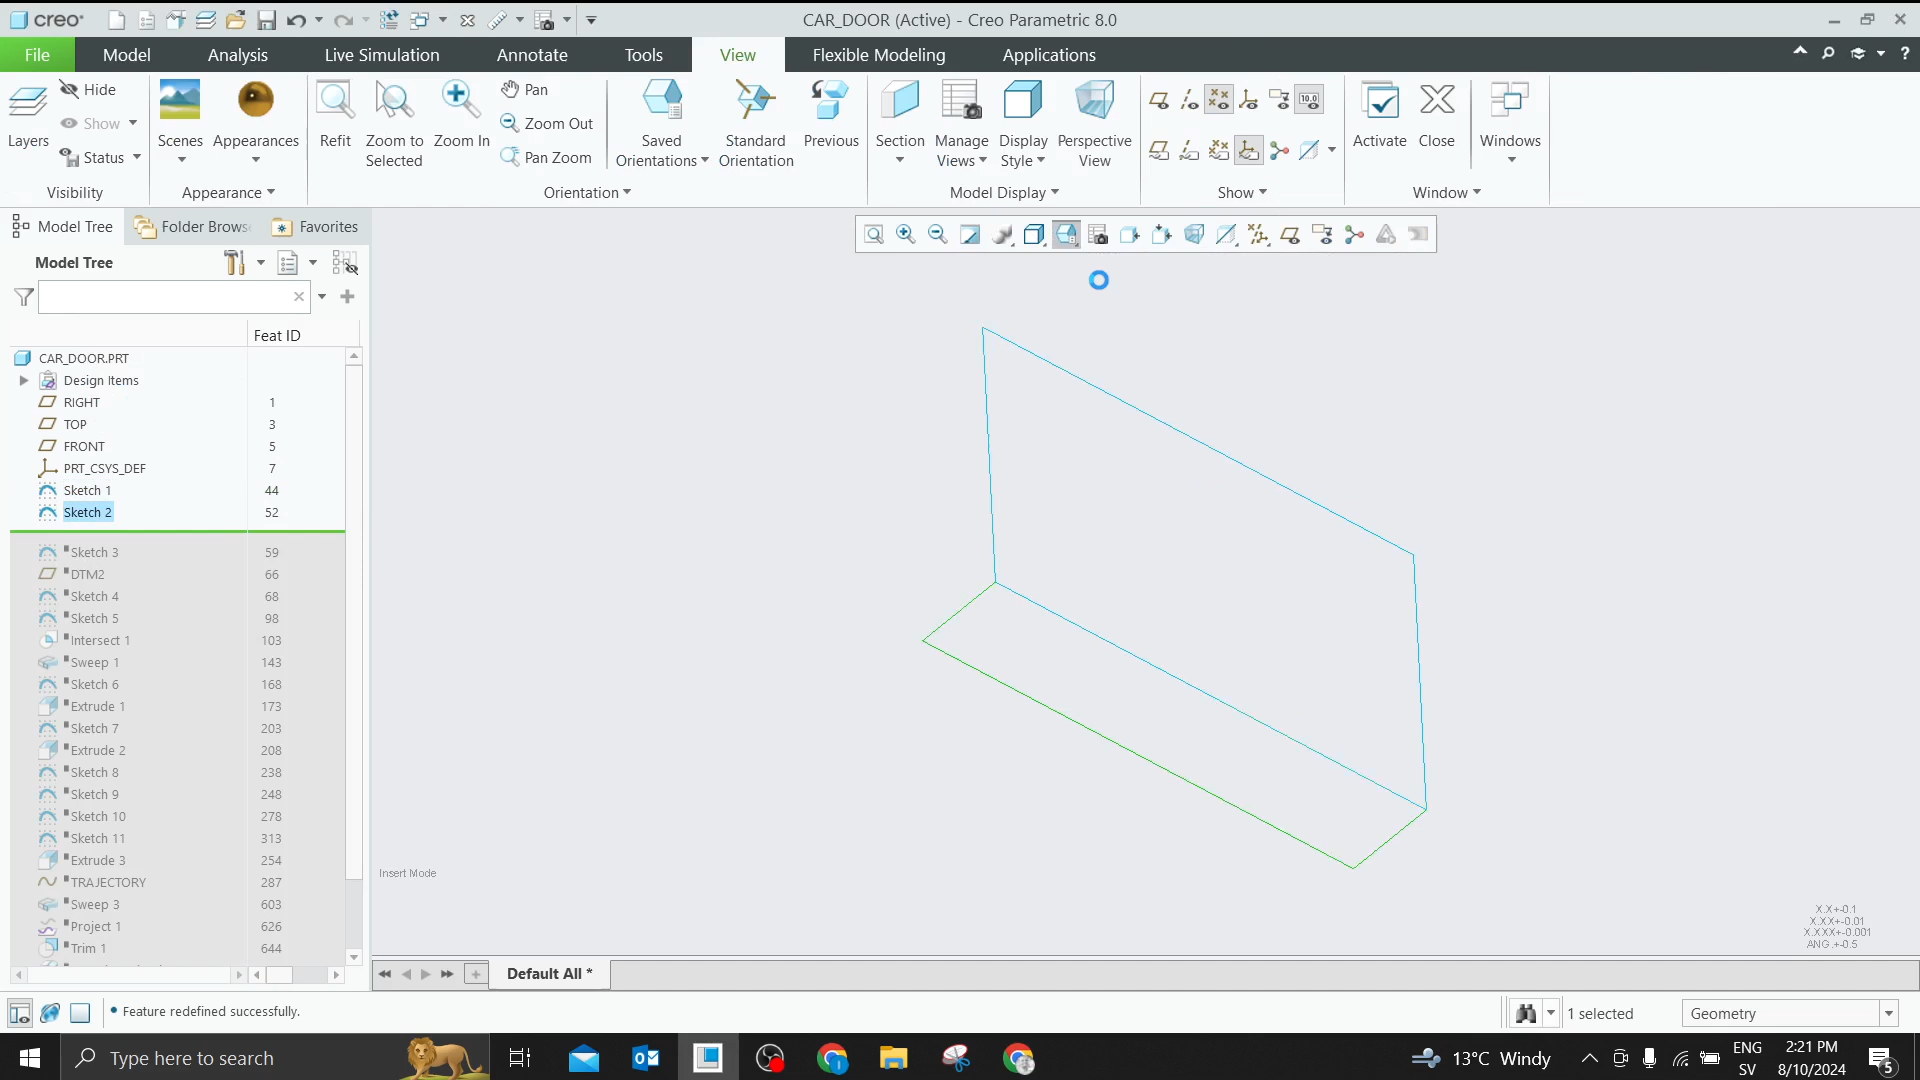 creo
CAR_DOOR (Active) - Creo Parametric 8.0
File Model Analysis Live Simulation Annotate Tools View Flexible Modeling Applications
Layers
Hide
Show
Status
Visibility
Scenes
Appearances
Appearance
Refit
Zoom to
Selected
Zoom In
Pan
Zoom Out
Pan Zoom
Saved
Orientations
Standard
Orientation
Previous
Orientation
Section
Manage
Views
Display
Style
Perspective
View
Model Display
10.0
Show
Activate
Close
Windows
Window
Model Tree Folder Brows Favorites
Model Tree
Feat ID
CAR_DOOR.PRT
Design Items
RIGHT 1
TOP 3
FRONT 5
PRT_CSYS_DEF 7
Sketch 1 44
Sketch 2 52
Sketch 3 59
DTM2 66
Sketch 4 68
Sketch 5 98
Intersect 1 103
Sweep 1 143
Sketch 6 168
Extrude 1 173
Sketch 7 203
Extrude 2 208
Sketch 8 238
Sketch 9 248
Sketch 10 278
Sketch 11 313
Extrude 3 254
TRAJECTORY 287
Sweep 3 603
Project 1 626
Trim 1 644
Insert Mode
X.X+-0.1
X.XX+-0.01
X.XXX+-0.001
ANG.+-0.5
Default All *
Feature redefined successfully.
1 selected
Geometry
Type here to search
13°C Windy
ENG
SV
2:21 PM
8/10/2024
5